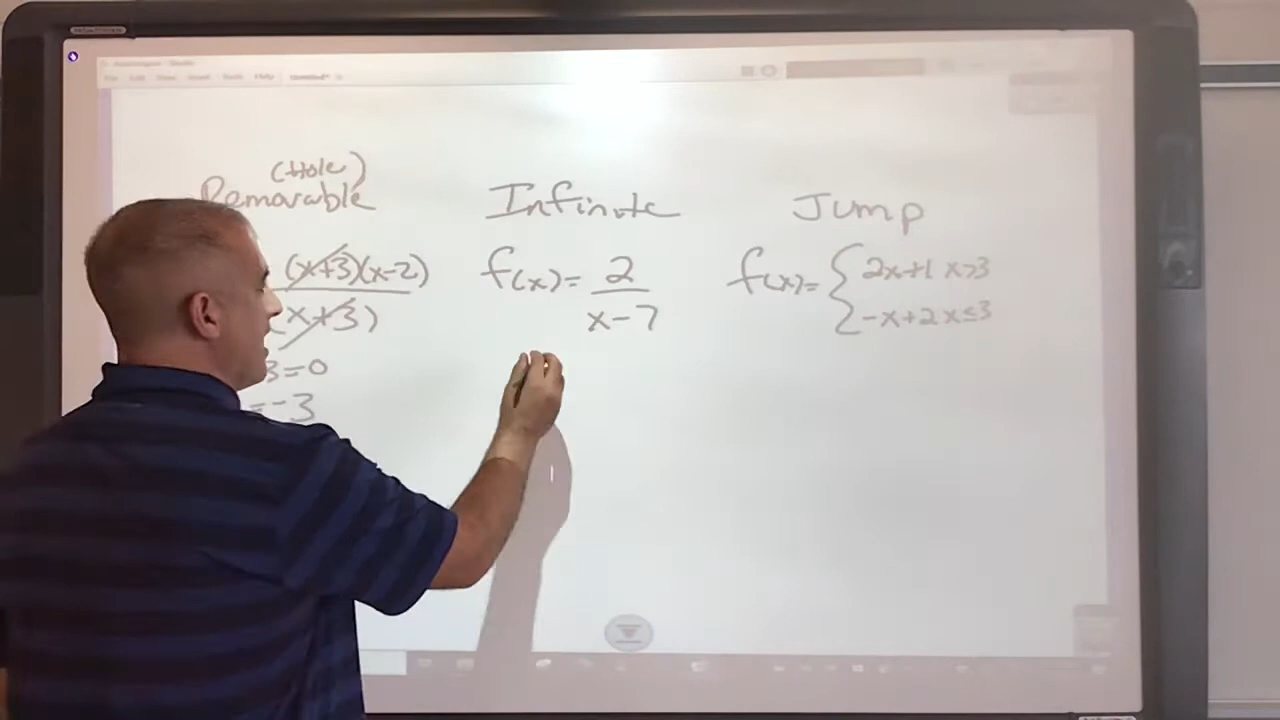 (Hole)
Removable
(x+3)(x-2)
(x+3)
3=0
=-3
Infinite
f(x)= 2
x-7
Jump
f(x)= { 2x+1 x>3
-x+2 x≤3